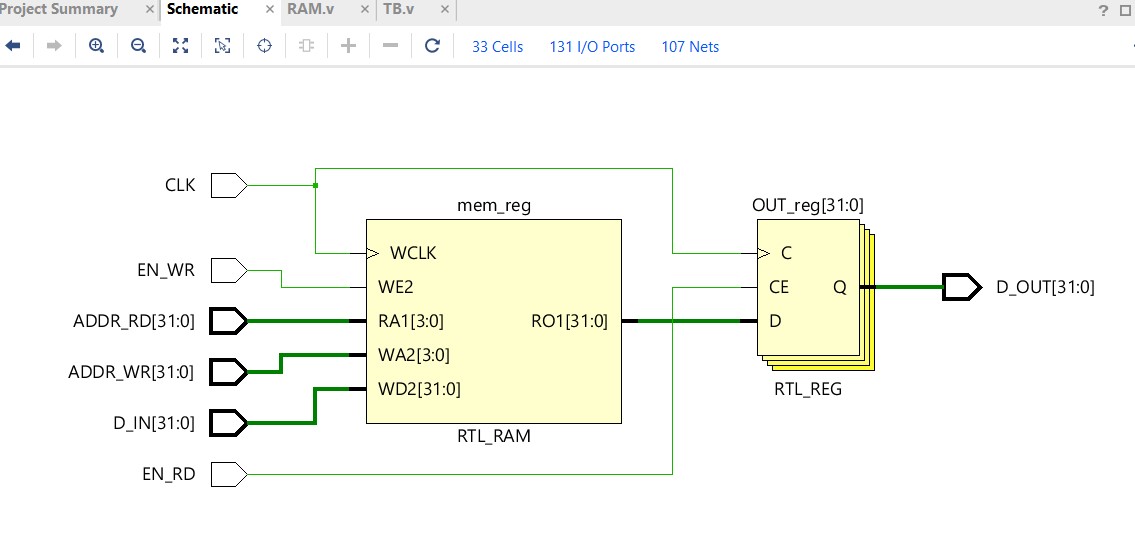 Project Summary × Schematic × RAM.v × TB.v × ?
33 Cells 131 I/O Ports 107 Nets
CLK
EN_WR
ADDR_RD[31:0]
ADDR_WR[31:0]
D_IN[31:0]
EN_RD
mem_reg
WCLK
WE2
RA1[3:0] RO1[31:0]
WA2[3:0]
WD2[31:0]
RTL_RAM
OUT_reg[31:0]
C
CE Q
D
RTL_REG
D_OUT[31:0]